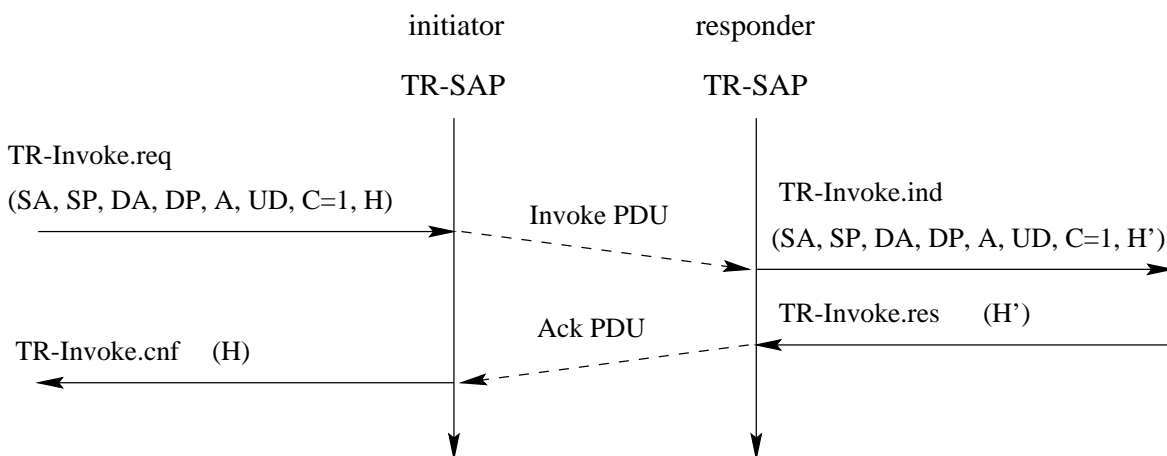 initiator
responder
TR-SAP
TR-SAP
TR-Invoke.req
(SA, SP, DA, DP, A, UD, C=1, H)
Invoke PDU
TR-Invoke.ind
(SA, SP, DA, DP, A, UD, C=1, H’)
Ack PDU
TR-Invoke.res (H’)
TR-Invoke.cnf (H)